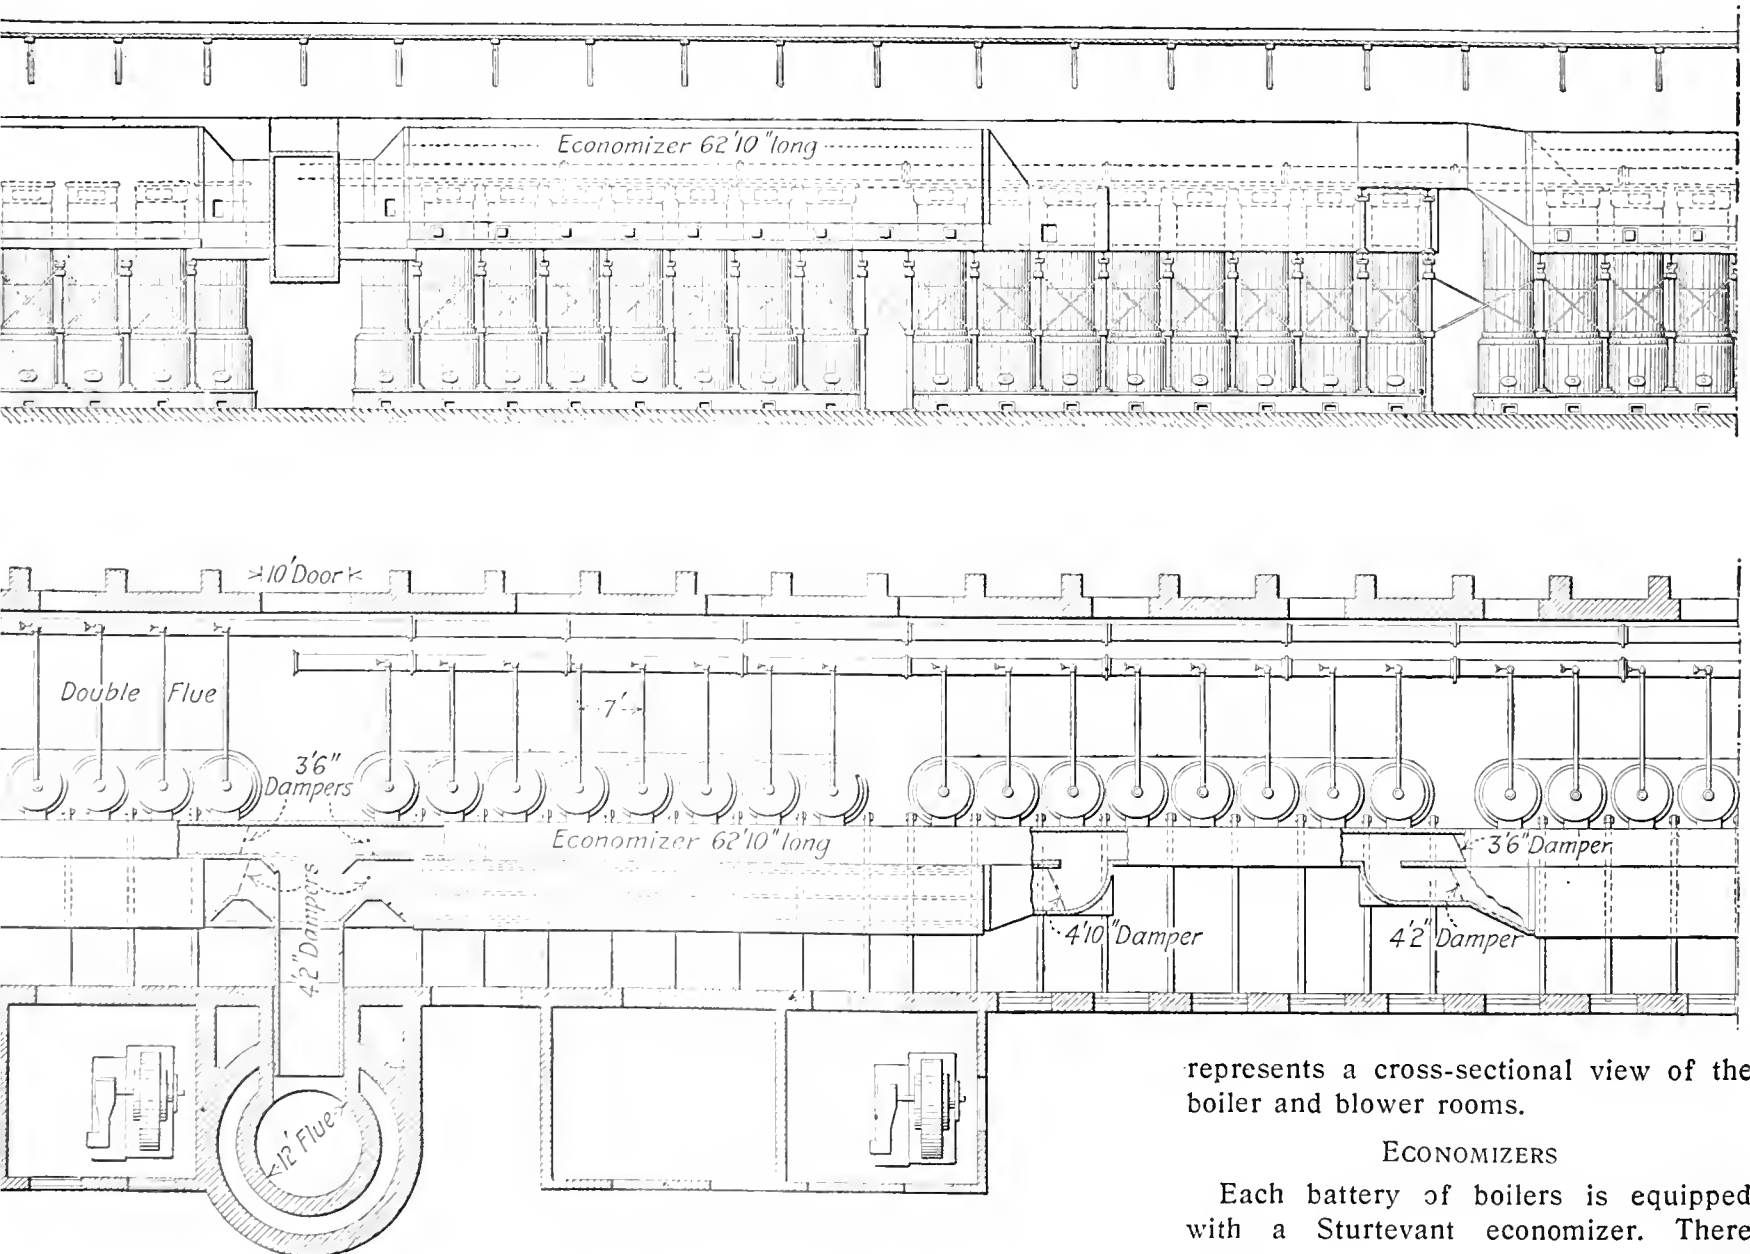 Economizer 62'10" long
10' Door
Double Flue
7'
3'6"
Dampers
Economizer 62'10" long
3'6" Damper
4'2" Dampers
4'10" Damper
4'2" Damper
12' Flue
represents a cross-sectional view of the
boiler and blower rooms.
ECONOMIZERS
Each battery of boilers is equipped
with a Sturtevant economizer. There